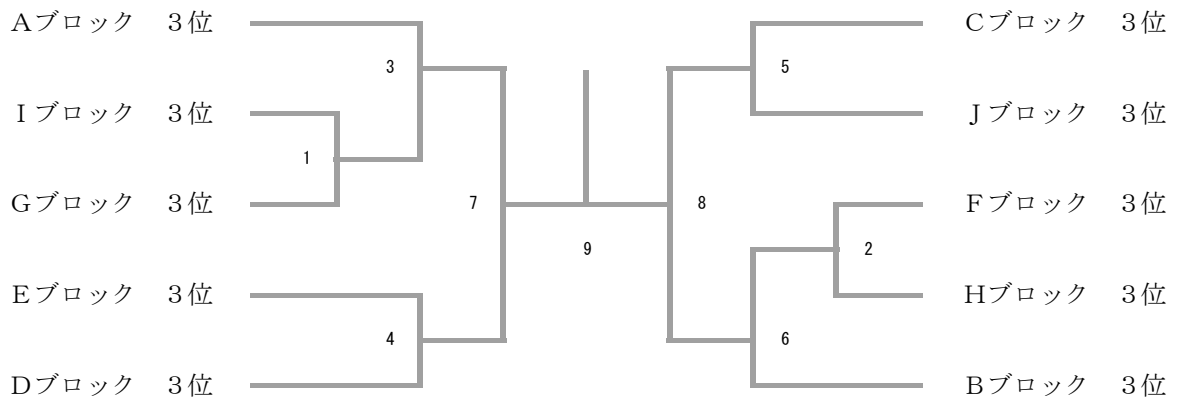 Aブロック　3位
Cブロック　3位
3
5
Iブロック　3位
Jブロック　3位
1
Gブロック　3位
7
8
Fブロック　3位
9
2
Eブロック　3位
Hブロック　3位
4
6
Dブロック　3位
Bブロック　3位